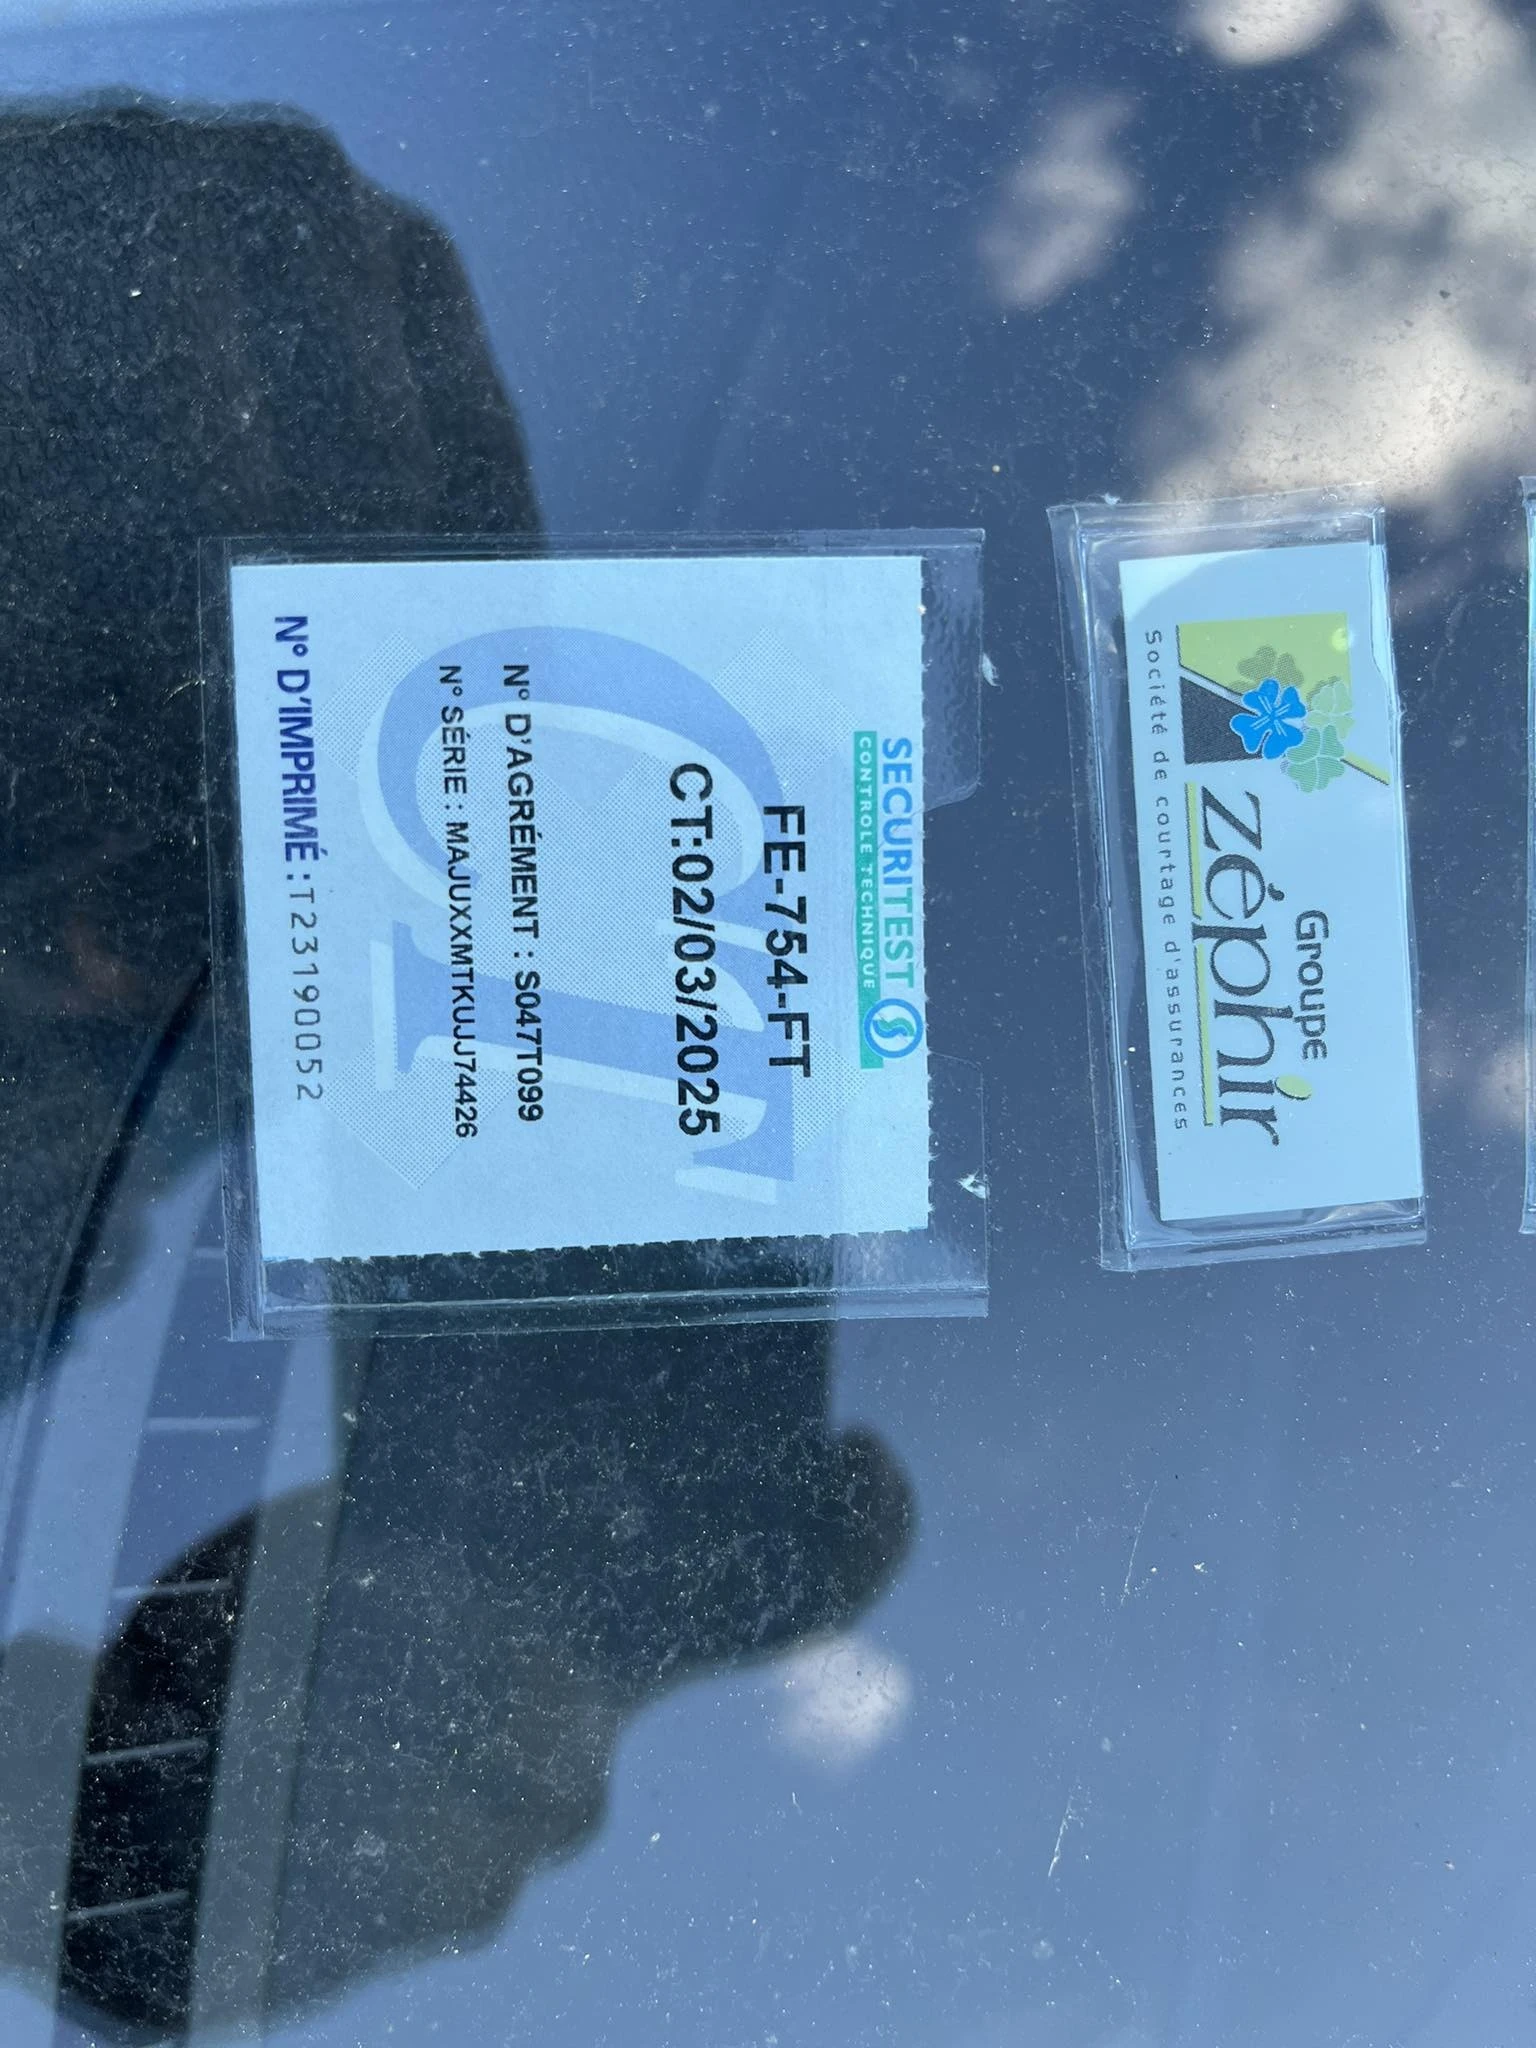 SECURITEST
CONTROLE TECHNIQUE
FE-754-FT
CT:02/03/2025
N° D'AGRÉMENT : S047T099
N° SÉRIE : MAJUXXMTKUJJ74426
N° D'IMPRIMÉ : T23190052
CT
Groupe
zéphir
Société de courtage d'assurances